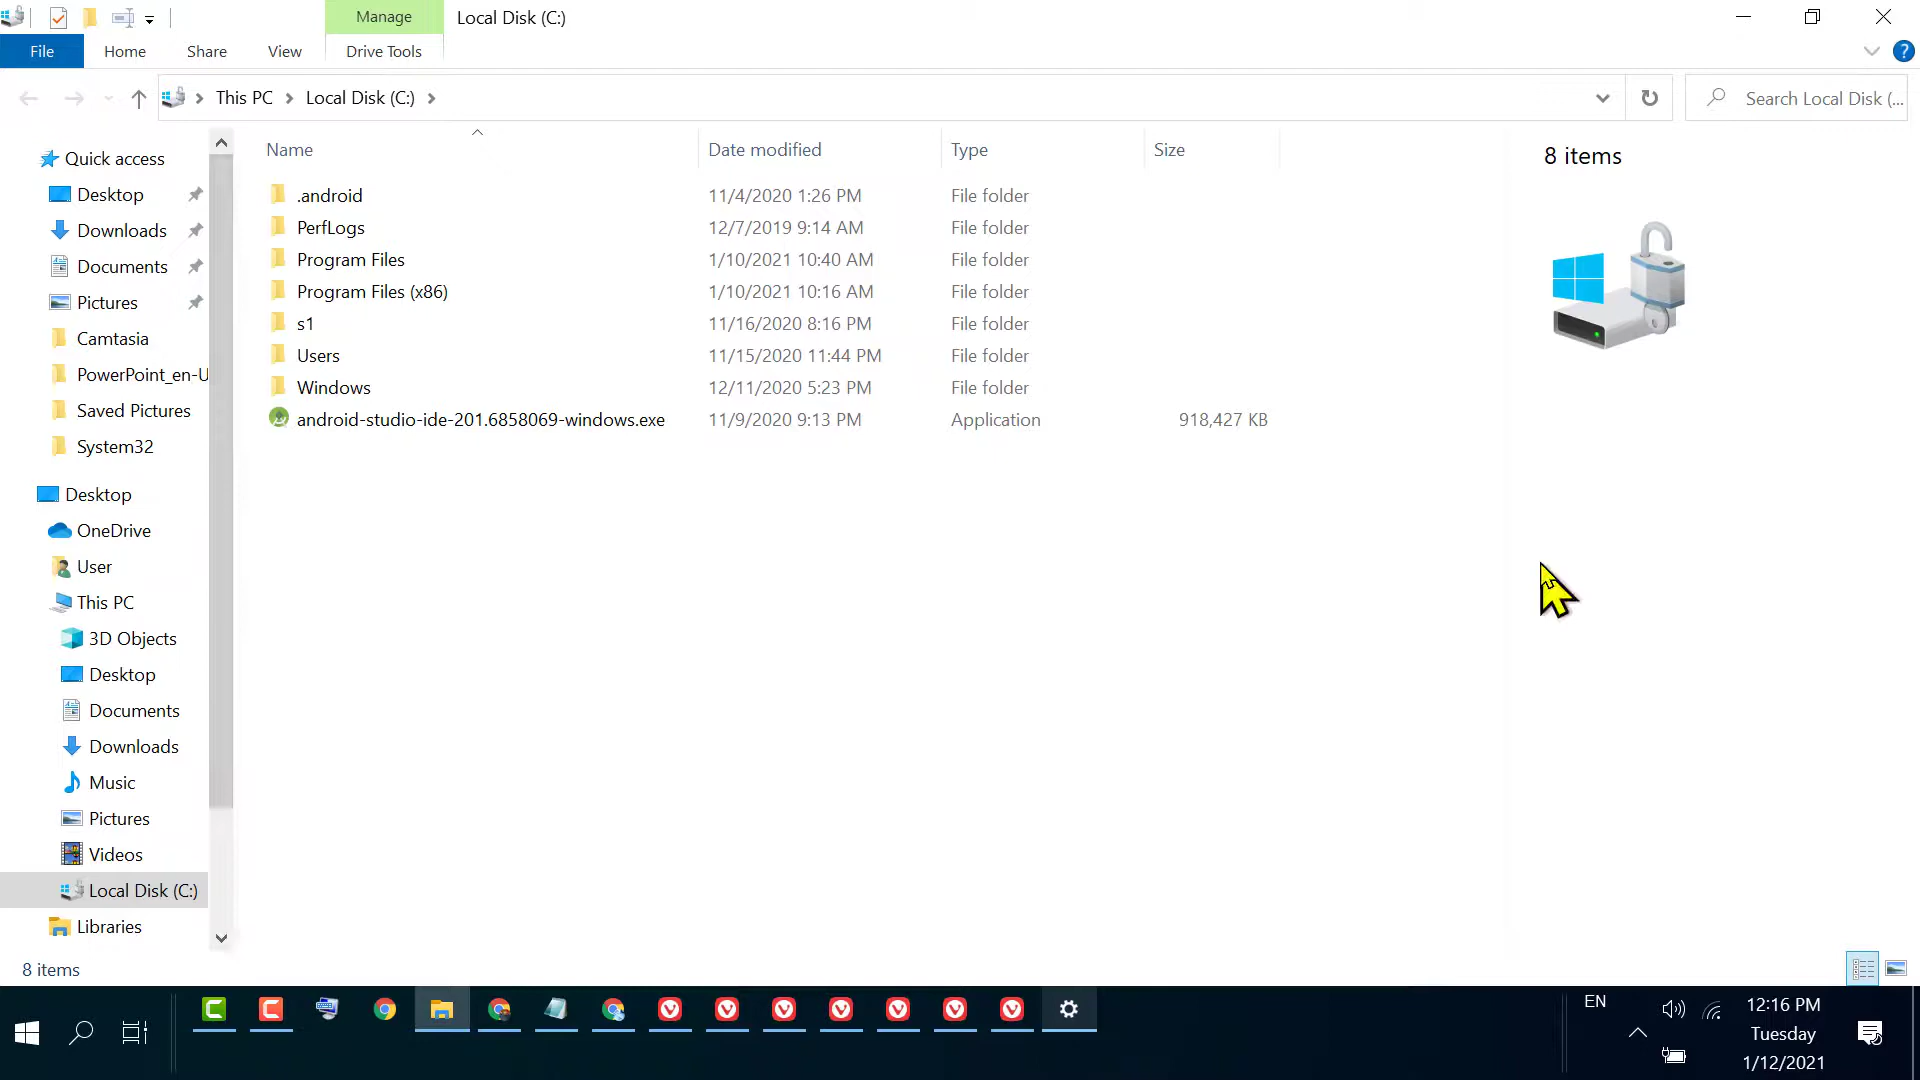 Manage
Local Disk (C:)
File
Home
Share
View
Drive Tools
This PC
Local Disk (C:)
Search Local Disk (...
Name
Date modified
Type
Size
.android
11/4/2020 1:26 PM
File folder
PerfLogs
12/7/2019 9:14 AM
File folder
Program Files
1/10/2021 10:40 AM
File folder
Program Files (x86)
1/10/2021 10:16 AM
File folder
s1
11/16/2020 8:16 PM
File folder
Users
11/15/2020 11:44 PM
File folder
Windows
12/11/2020 5:23 PM
File folder
android-studio-ide-201.6858069-windows.exe
11/9/2020 9:13 PM
Application
918,427 KB
8 items
Quick access
Desktop
Downloads
Documents
Pictures
Camtasia
PowerPoint_en-U
Saved Pictures
System32
Desktop
OneDrive
User
This PC
3D Objects
Desktop
Documents
Downloads
Music
Pictures
Videos
Local Disk (C:)
Libraries
8 items
EN
12:16 PM
Tuesday
1/12/2021